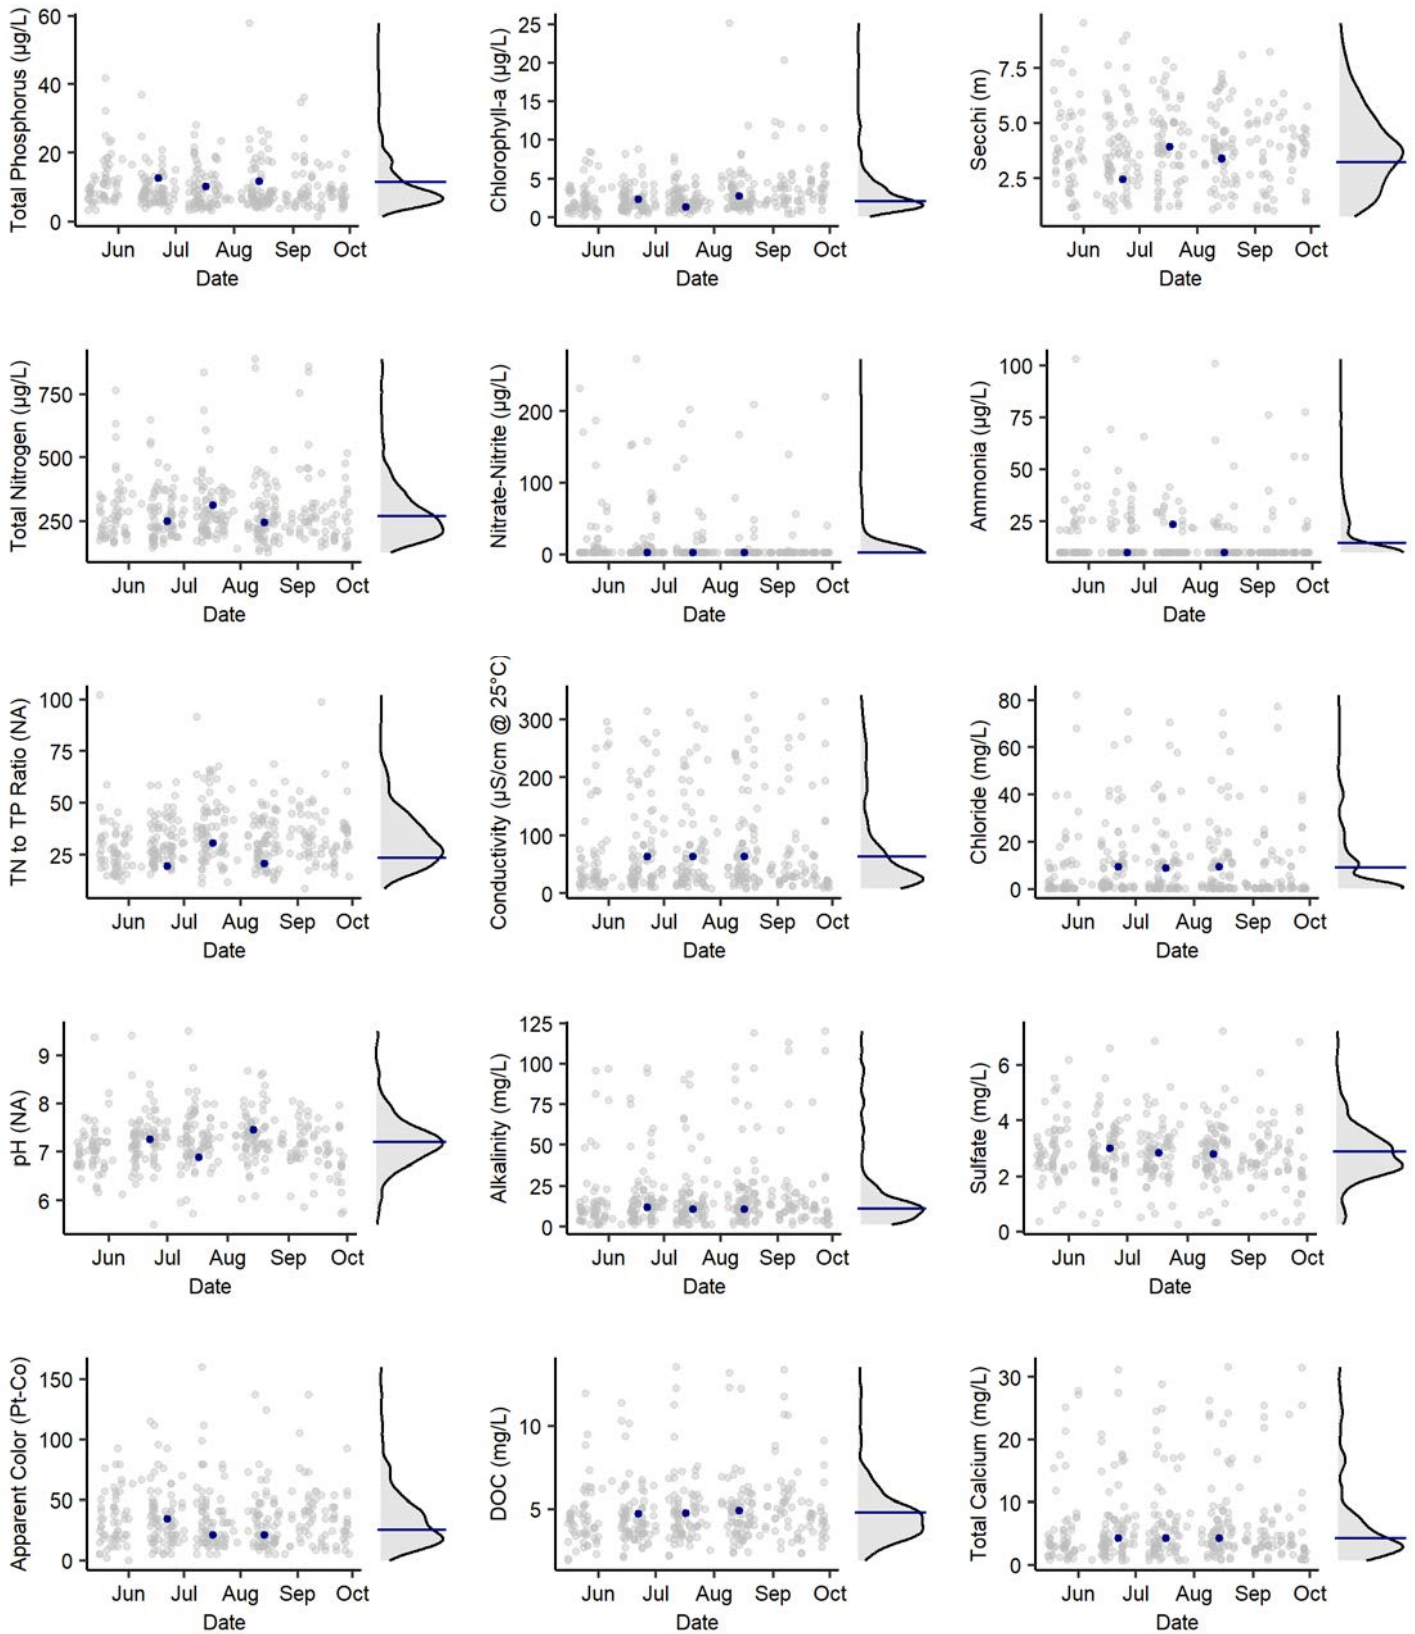 Total Phosphorus (µg/L)
60
40
20
0
Jun Jul Aug Sep Oct
Date
Chlorophyll-a (µg/L)
25
20
15
10
5
0
Jun Jul Aug Sep Oct
Date
Secchi (m)
7.5
5.0
2.5
Jun Jul Aug Sep Oct
Date
Total Nitrogen (µg/L)
750
500
250
Jun Jul Aug Sep Oct
Date
Nitrate-Nitrite (µg/L)
200
100
0
Jun Jul Aug Sep Oct
Date
Ammonia (µg/L)
100
75
50
25
Jun Jul Aug Sep Oct
Date
TN to TP Ratio (NA)
100
75
50
25
Jun Jul Aug Sep Oct
Date
Conductivity (µS/cm @ 25°C)
300
200
100
0
Jun Jul Aug Sep Oct
Date
Chloride (mg/L)
80
60
40
20
0
Jun Jul Aug Sep Oct
Date
pH (NA)
9
8
7
6
Jun Jul Aug Sep Oct
Date
Alkalinity (mg/L)
125
100
75
50
25
0
Jun Jul Aug Sep Oct
Date
Sulfate (mg/L)
6
4
2
0
Jun Jul Aug Sep Oct
Date
Apparent Color (Pt-Co)
150
100
50
0
Jun Jul Aug Sep Oct
Date
DOC (mg/L)
10
5
Jun Jul Aug Sep Oct
Date
Total Calcium (mg/L)
30
20
10
0
Jun Jul Aug Sep Oct
Date